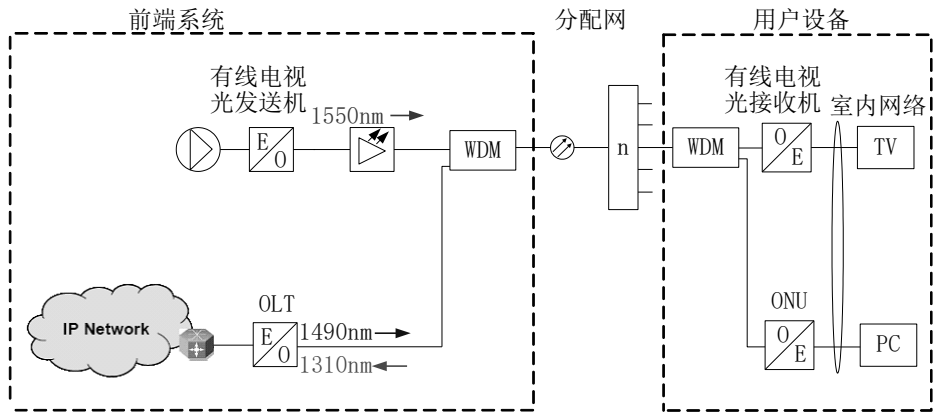 前端系统
分配网
用户设备
有线电视
光发送机
1550nm
E
O
WDM
n
WDM
有线电视
光接收机
O
E
室内网络
TV
IP Network
OLT
E
O
1490nm
1310nm
ONU
O
E
PC